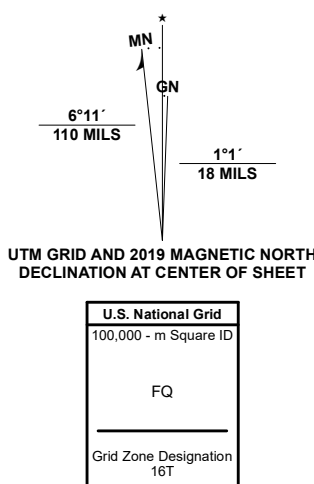 ★
MN
GN
6°11´
110 MILS
1°1´
18 MILS
UTM GRID AND 2019 MAGNETIC NORTH
DECLINATION AT CENTER OF SHEET
U.S. National Grid
100,000 - m Square ID
FQ
Grid Zone Designation
16T